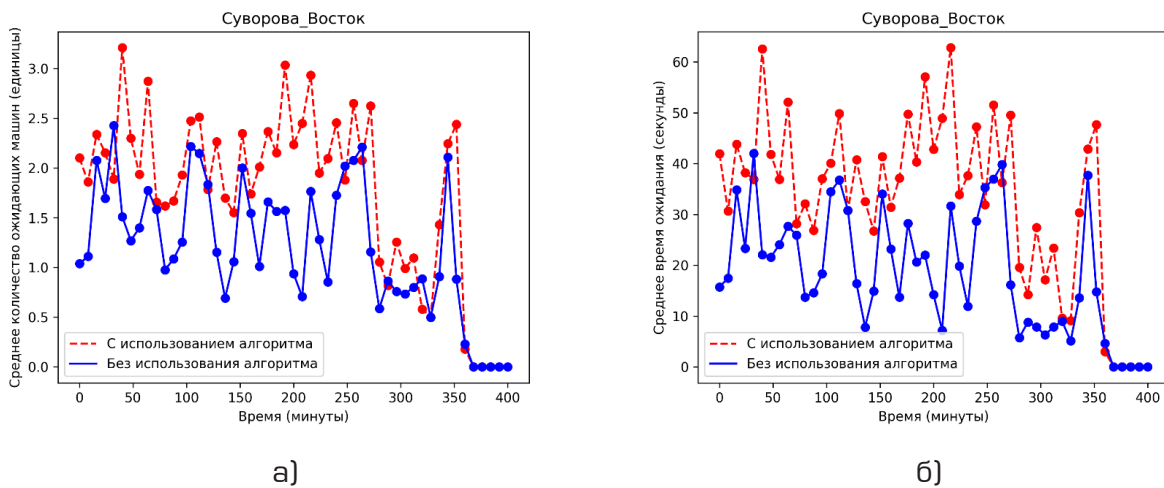 Суворова_Восток
Среднее количество ожидающих машин (единицы)
3.0
2.5
2.0
1.5
1.0
0.5
0.0
С использованием алгоритма
Без использования алгоритма
0 50 100 150 200 250 300 350 400
Время (минуты)
а)
Суворова_Восток
Среднее время ожидания (секунды)
60
50
40
30
20
10
0
С использованием алгоритма
Без использования алгоритма
0 50 100 150 200 250 300 350 400
Время (минуты)
б)